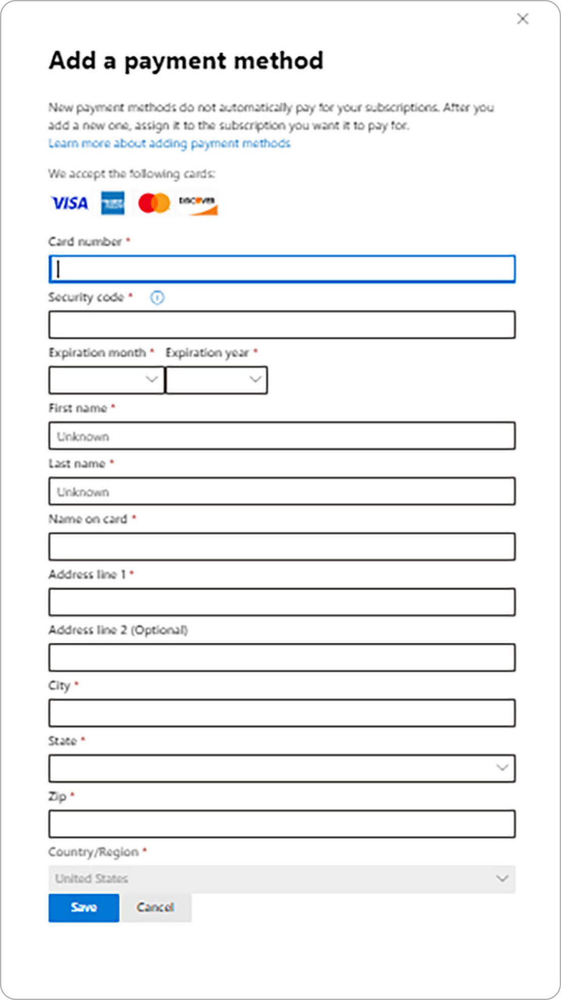 Add a payment method
New payment methods do not automatically pay for your subscriptions. After you
add a new one, assign it to the subscription you want it to pay for.
Learn more about adding payment methods
We accept the following cards:
VISA DISCOVER
Card number *
Security code *
Expiration month * Expiration year *
First name *
Unknown
Last name *
Unknown
Name on card *
Address line 1 *
Address line 2 (Optional)
City *
State *
Zip *
Country/Region *
United States
Save Cancel